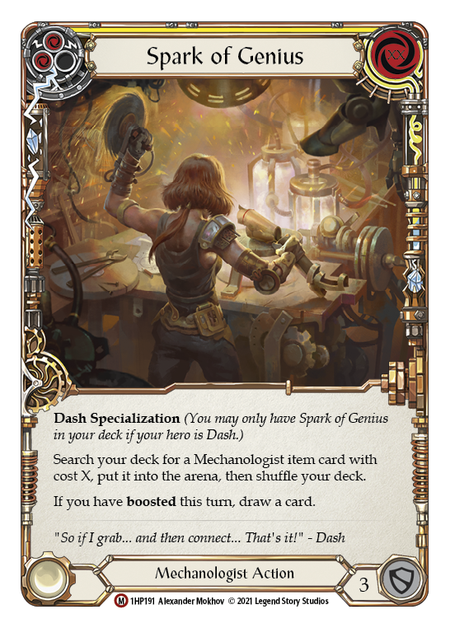 Spark of Genius
XX
Dash Specialization (You may only have Spark of Genius
in your deck if your hero is Dash.)
Search your deck for a Mechanologist item card with
cost X, put it into the arena, then shuffle your deck.
If you have boosted this turn, draw a card.
"So if I grab... and then connect... That's it!" - Dash
Mechanologist Action
3
M 1HP191 Alexander Mokhov © 2021 Legend Story Studios